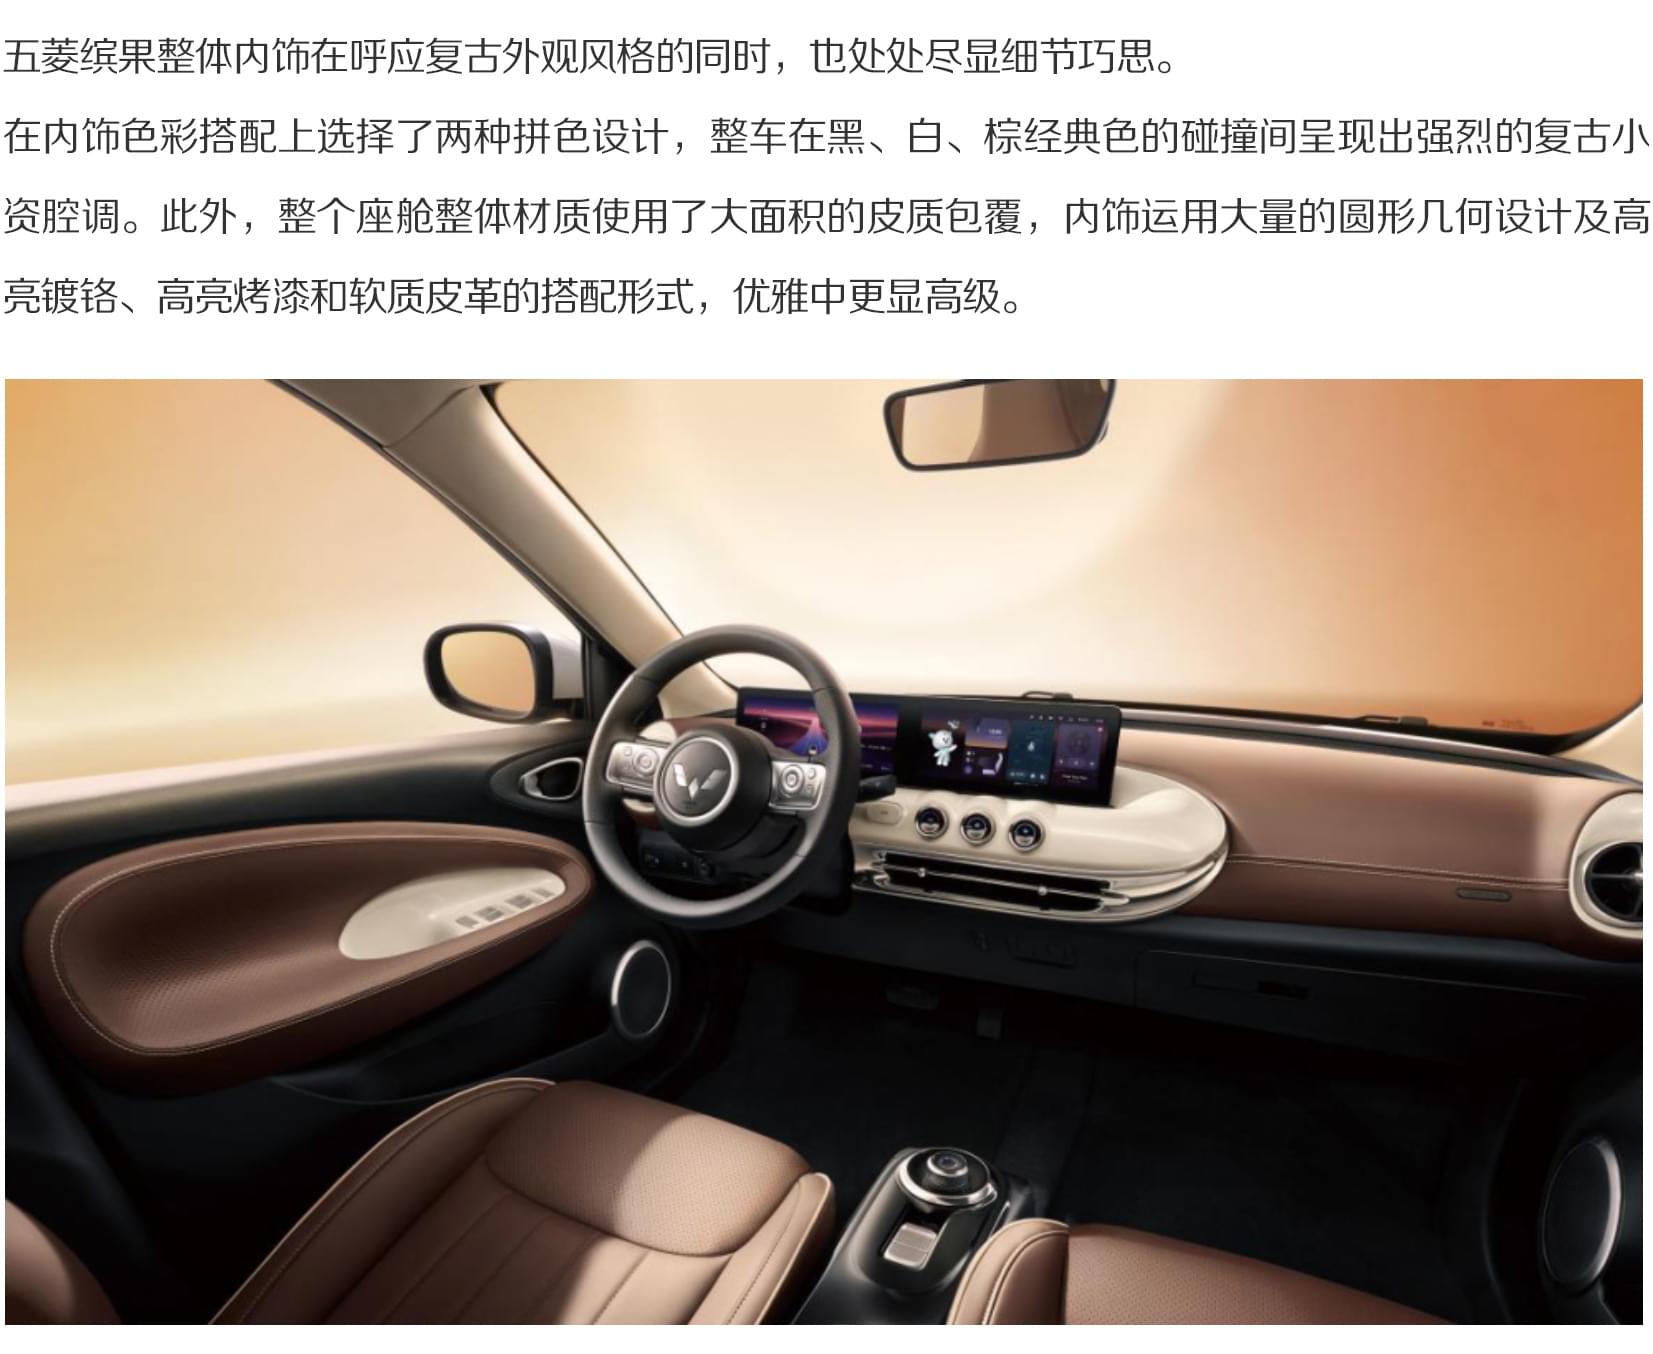 五菱缤果整体内饰在呼应复古外观风格的同时，也处处尽显细节巧思。
在内饰色彩搭配上选择了两种拼色设计，整车在黑、白、棕经典色的碰撞间呈现出强烈的复古小
资腔调。此外，整个座舱整体材质使用了大面积的皮质包覆，内饰运用大量的圆形几何设计及高
亮镀铬、高亮烤漆和软质皮革的搭配形式，优雅中更显高级。